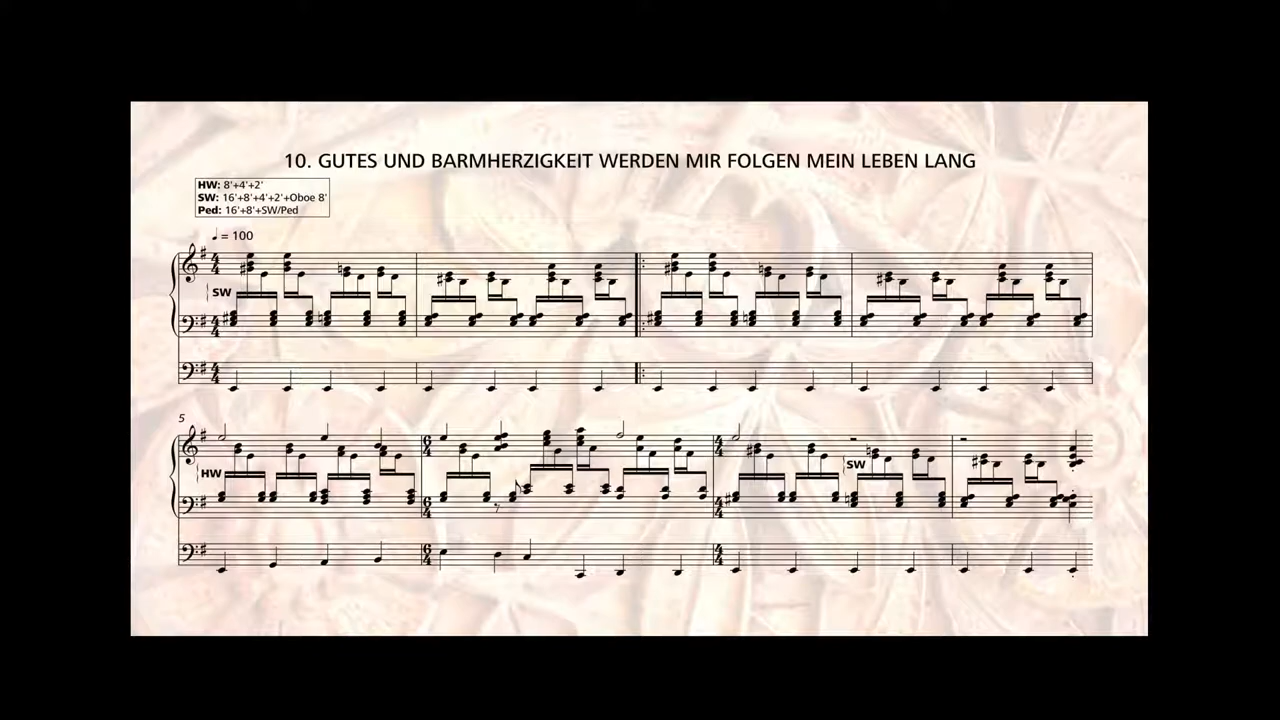 10. GUTES UND BARMHERZIGKEIT WERDEN MIR FOLGEN MEIN LEBEN LANG
HW: 8'+4'+2'
SW: 16'+8'+4'+2'+Oboe 8'
Ped: 16'+8'+SW/Ped
♩ = 100
SW
5
HW
SW